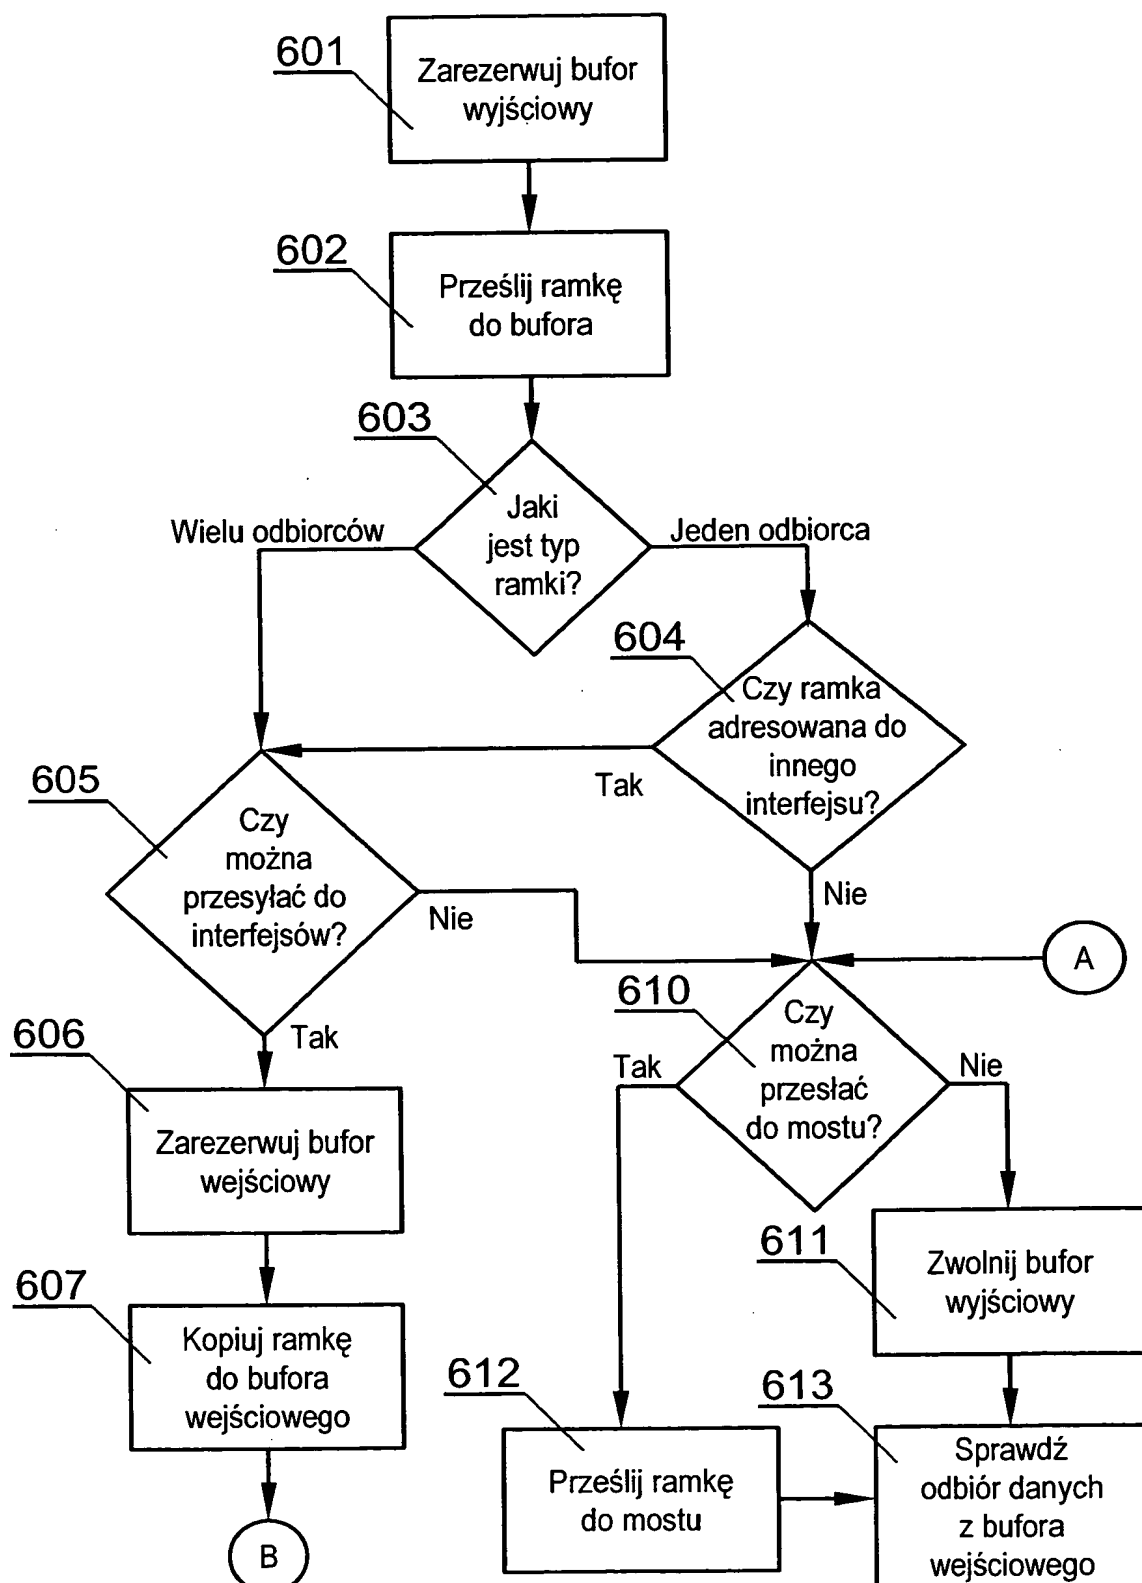 601
Zarezerwuj bufor
wyjściowy
602
Prześlij ramkę
do bufora
603
Jaki
jest typ
ramki?
Wielu odbiorców
Jeden odbiorca
604
Czy ramka
adresowana do
innego
interfejsu?
Tak
Nie
605
Czy
można
przesyłać do
interfejsów?
Nie
Tak
A
610
Czy
można
przesłać
do mostu?
Tak
Nie
606
Zarezerwuj bufor
wejściowy
611
Zwolnij bufor
wyjściowy
607
Kopiuj ramkę
do bufora
wejściowego
612
Prześlij ramkę
do mostu
613
Sprawdź
odbiór danych
z bufora
wejściowego
B